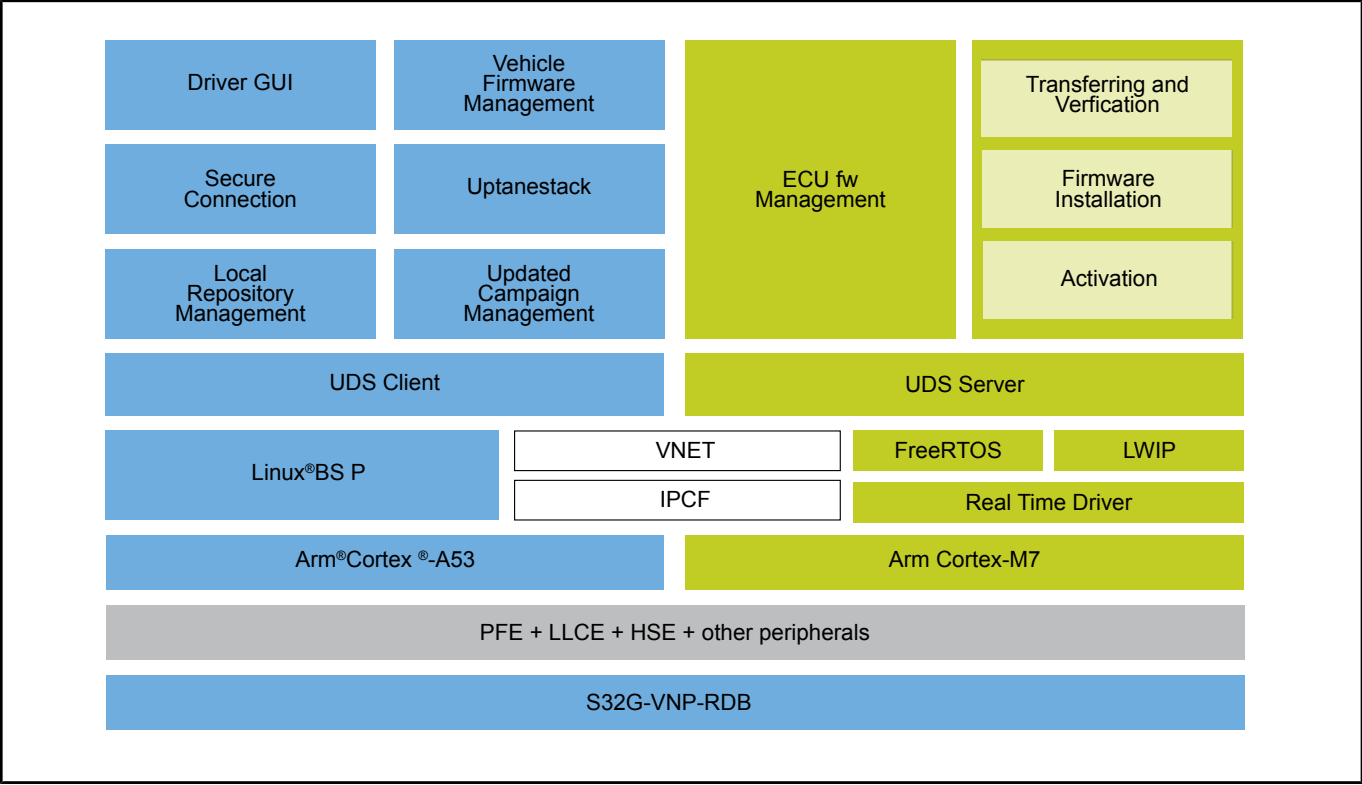 Driver GUI
Vehicle
Firmware
Management
ECU fw
Management
Transferring and
Verfication
Secure
Connection
Uptanestack
Firmware
Installation
Local
Repository
Management
Updated
Campaign
Management
Activation
UDS Client
UDS Server
Linux®BS P
VNET
FreeRTOS
LWIP
IPCF
Real Time Driver
Arm®Cortex ®-A53
Arm Cortex-M7
PFE + LLCE + HSE + other peripherals
S32G-VNP-RDB